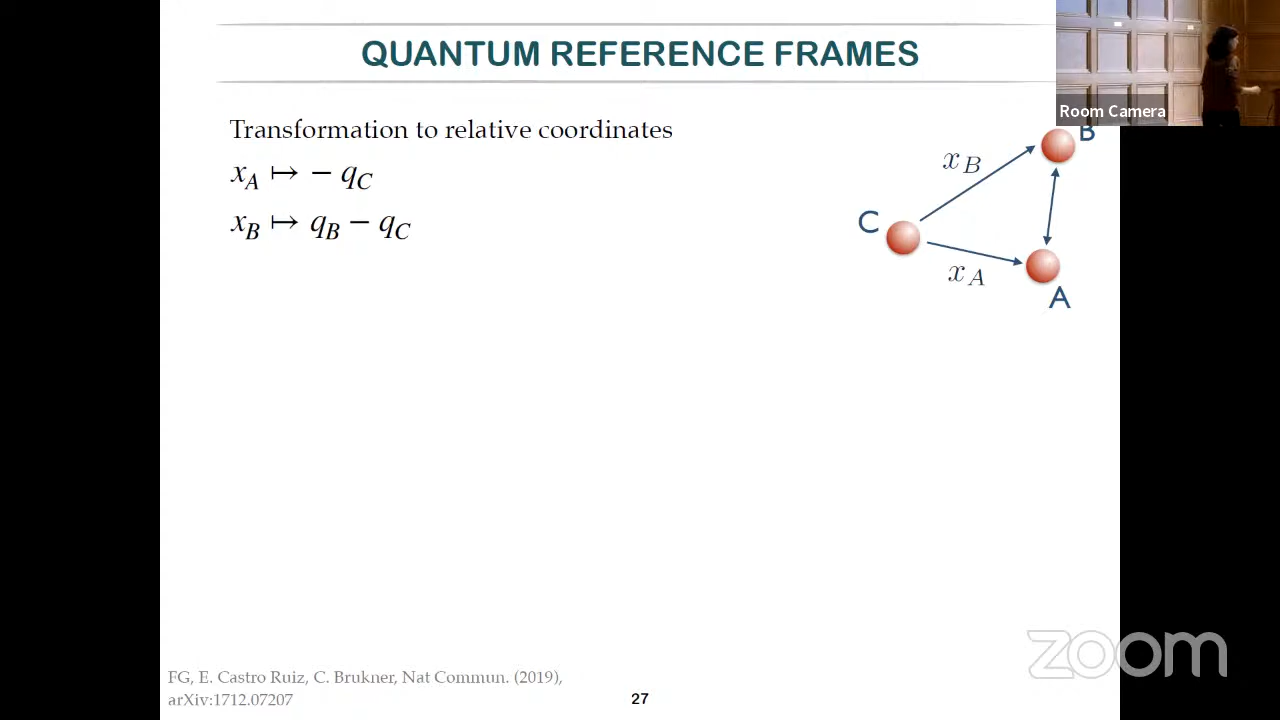 QUANTUM REFERENCE FRAMES
Room Camera
Transformation to relative coordinates
x_A ↦ − q_C
x_B ↦ q_B − q_C
B
x_B
C
x_A
A
FG, E. Castro Ruiz, C. Brukner, Nat Commun. (2019),
arXiv:1712.07207
27
zoom